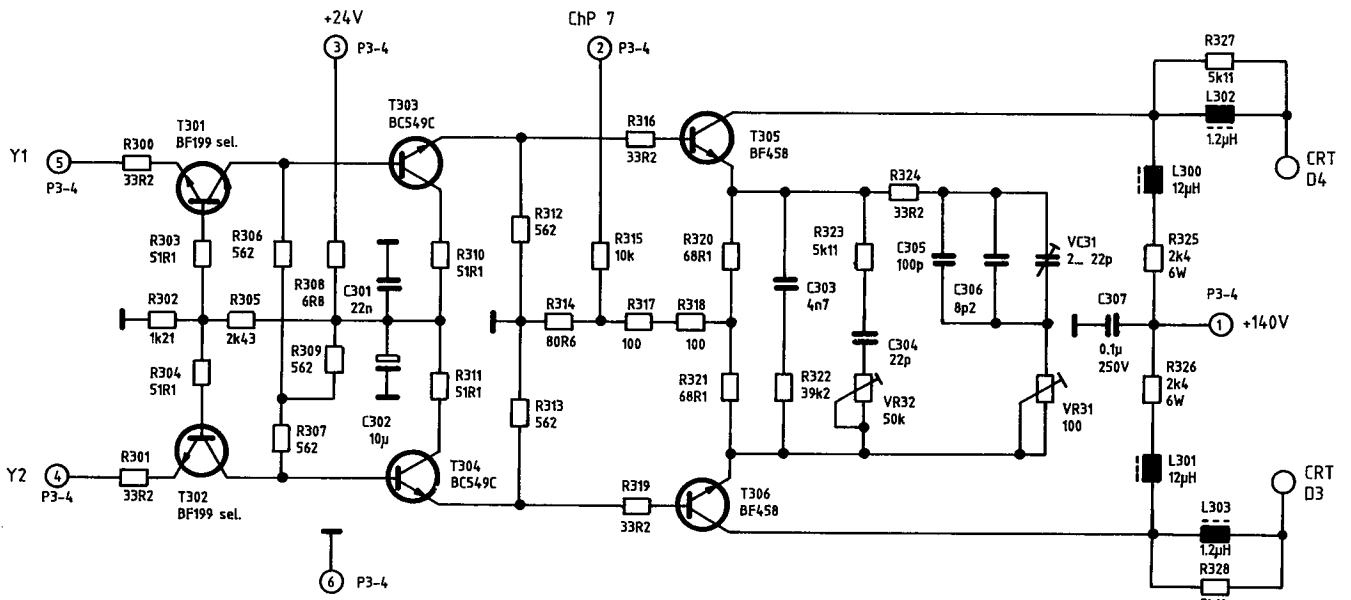 +24V
3 P3-4
ChP 7
2 P3-4
R327
5k11
L302
1.2µH
CRT
D4
T303
BC549C
T301
BF199 sel.
R316
33R2
T305
BF458
Y1
5
P3-4
R300
33R2
L300
12µH
R324
33R2
R303
51R1
R306
562
R308
6R8
C301
22n
R310
51R1
R312
562
R315
10k
R320
68R1
R323
5k11
C305
100p
C306
8p2
VC31
2... 22p
R325
2k4
6W
C303
4n7
C307
0.1µ
250V
P3-4
1 +140V
R302
1k21
R305
2k43
R314
80R6
R317
100
R318
100
R309
562
C304
22p
R304
51R1
R311
51R1
R321
68R1
R322
39k2
VR32
50k
VR31
100
R326
2k4
6W
R313
562
C302
10µ
R307
562
Y2
4
P3-4
R301
33R2
T302
BF199 sel.
T304
BC549C
R319
33R2
T306
BF458
L301
12µH
CRT
D3
L303
1.2µH
R328
6 P3-4